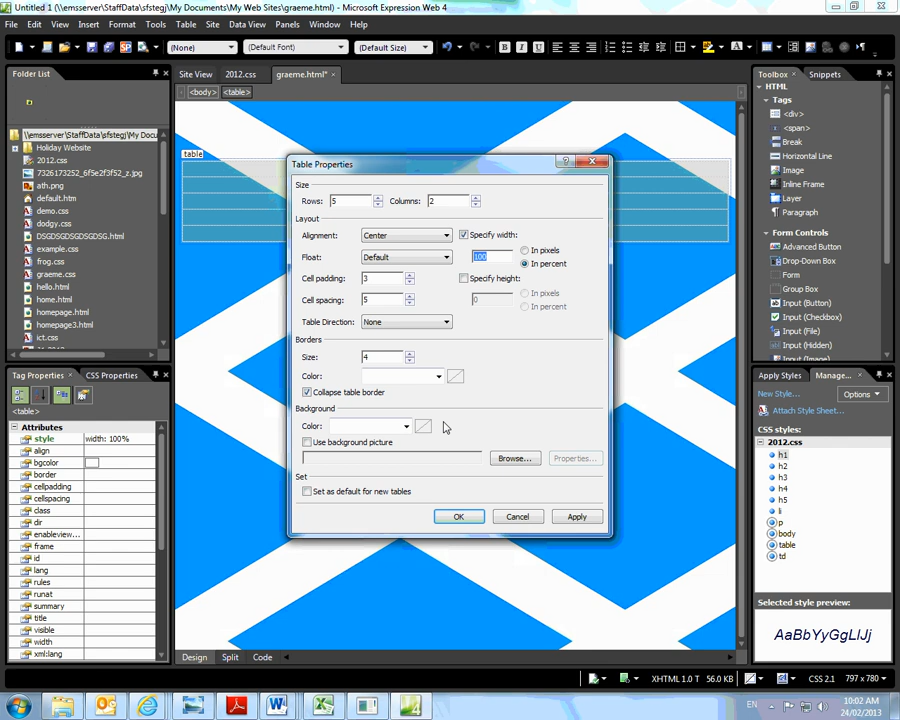 Untitled 1 (\\emsserver\StaffData\sfstegj\My Documents\My Web Sites\graeme.html) - Microsoft Expression Web 4
File Edit View Insert Format Tools Table Site Data View Panels Window Help
(None) (Default Font) (Default Size)
Folder List
\\emsserver\StaffData\sfstegj\My Docu
Holiday Website
2012.css
7326173252_6f5e2f3f52_z.jpg
ath.png
default.htm
demo.css
dodgy.css
DSGDSGDSGDSGDSG.html
example.css
frog.css
graeme.css
hello.html
home.html
homepage.html
homepage3.html
ict.css
Tag Properties CSS Properties
<table>
Attributes
style width: 100%
align
bgcolor
border
cellpadding
cellspacing
class
dir
enableview...
frame
id
lang
rules
runat
summary
title
visible
width
xml:lang
Site View 2012.css graeme.html*
<body> <table>
table
Table Properties
Size
Rows: 5 Columns: 2
Layout
Alignment: Center Specify width:
Float: Default 100 In pixels
In percent
Cell padding: 3 Specify height:
Cell spacing: 5 0 In pixels
In percent
Table Direction: None
Borders
Size: 4
Color:
Collapse table border
Background
Color:
Use background picture
Browse... Properties...
Set
Set as default for new tables
OK Cancel Apply
Design Split Code
Toolbox Snippets
HTML
Tags
<div>
<span>
Break
Horizontal Line
Image
Inline Frame
Layer
Paragraph
Form Controls
Advanced Button
Drop-Down Box
Form
Group Box
Input (Button)
Input (Checkbox)
Input (File)
Input (Hidden)
Input (Image)
Apply Styles Manage...
New Style... Options
Attach Style Sheet...
CSS styles:
2012.css
h1
h2
h3
h4
h5
li
p
body
table
td
Selected style preview:
AaBbYyGgLlJj
XHTML 1.0 T 56.0 KB CSS 2.1 797 x 780
EN 10:02 AM
24/02/2013